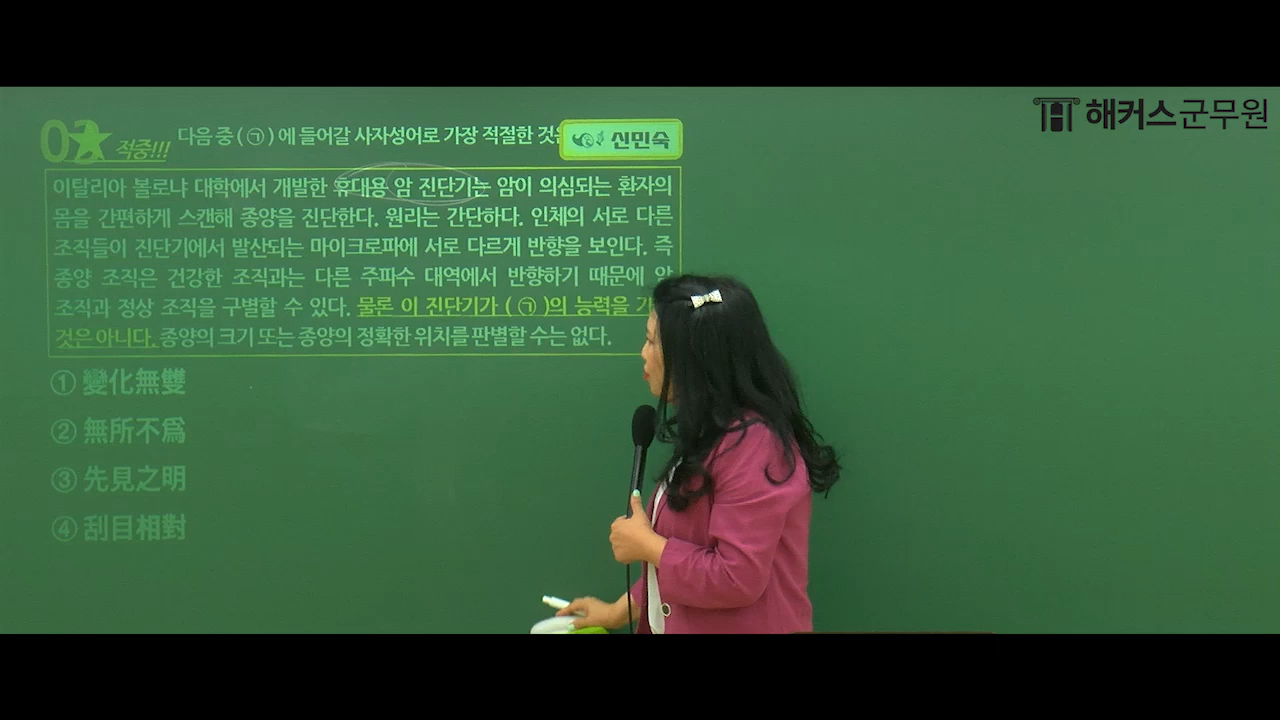 해커스군무원
적중!!! 다음 중 ( ㉠ ) 에 들어갈 사자성어로 가장 적절한 것은
신민숙
이탈리아 볼로냐 대학에서 개발한 휴대용 암 진단기는 암이 의심되는 환자의
몸을 간편하게 스캔해 종양을 진단한다. 원리는 간단하다. 인체의 서로 다른
조직들이 진단기에서 발산되는 마이크로파에 서로 다르게 반향을 보인다. 즉
종양 조직은 건강한 조직과는 다른 주파수 대역에서 반향하기 때문에 암
조직과 정상 조직을 구별할 수 있다. 물론 이 진단기가 ( ㉠ )의 능력을
것은 아니다. 종양의 크기 또는 종양의 정확한 위치를 판별할 수는 없다.
① 變化無雙
② 無所不爲
③ 先見之明
④ 刮目相對